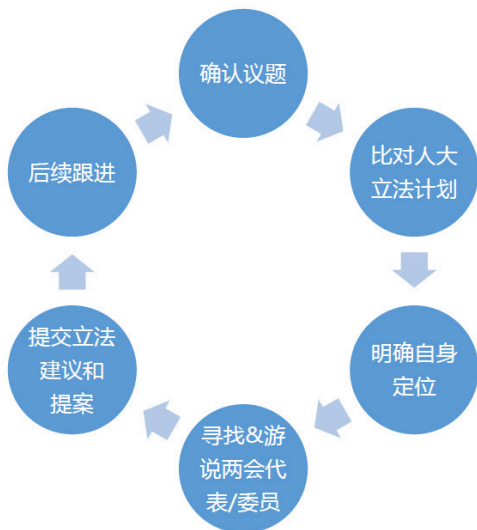 确认议题
比对人大
立法计划
明确自身
定位
寻找&游
说两会代
表/委员
提交立法
建议和
提案
后续跟进